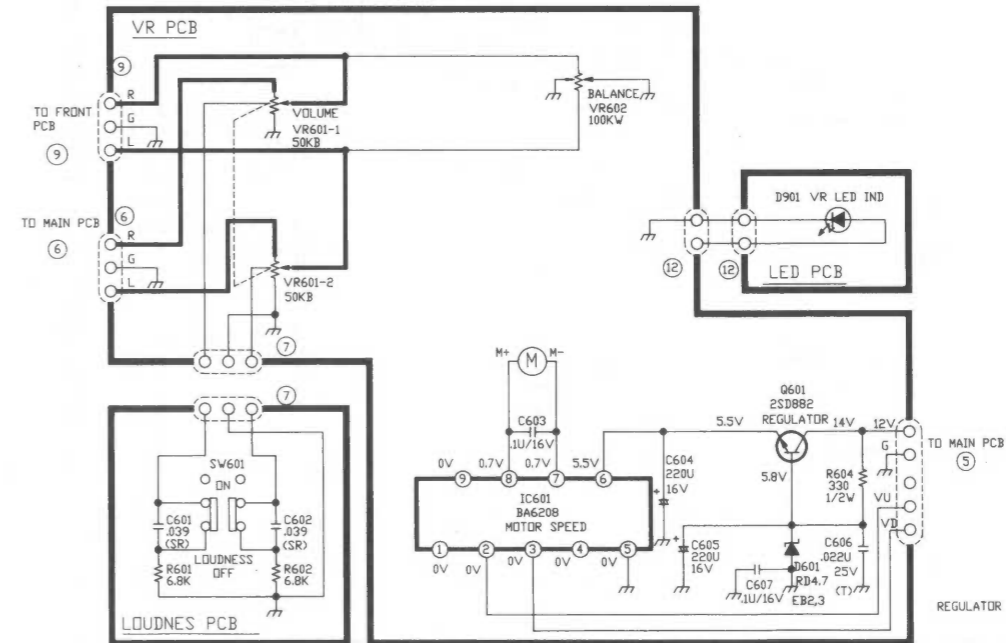 VR PCB
9
R
TO FRONT
PCB
G
9
L
VOLUME
VR601-1
50KB
BALANCE
VR602
100KW
6
TO MAIN PCB
6
R
G
L
VR601-2
50KB
7
D901 VR LED IND
12
12
LED PCB
7
SW601
ON
C601
.039
(SR)
C602
.039
(SR)
LOUDNESS
OFF
R601
6.8K
R602
6.8K
LOUDNES PCB
M+
M
M-
C603
.1U/16V
0V
0.7V
0.7V
5.5V
9
8
7
6
IC601
BA6208
MOTOR SPEED
1
2
3
4
5
0V
0V
0V
0V
0V
C604
220U
16V
+
5.5V
Q601
2SD882
REGULATOR
14V
12V
5.8V
R604
330
1/2W
G
VU
VD
TO MAIN PCB
5
C605
220U
16V
+
C607
.1U/16V
D601
RD4.7
EB2,3
C606
.022U
25V
(T)
REGULATOR